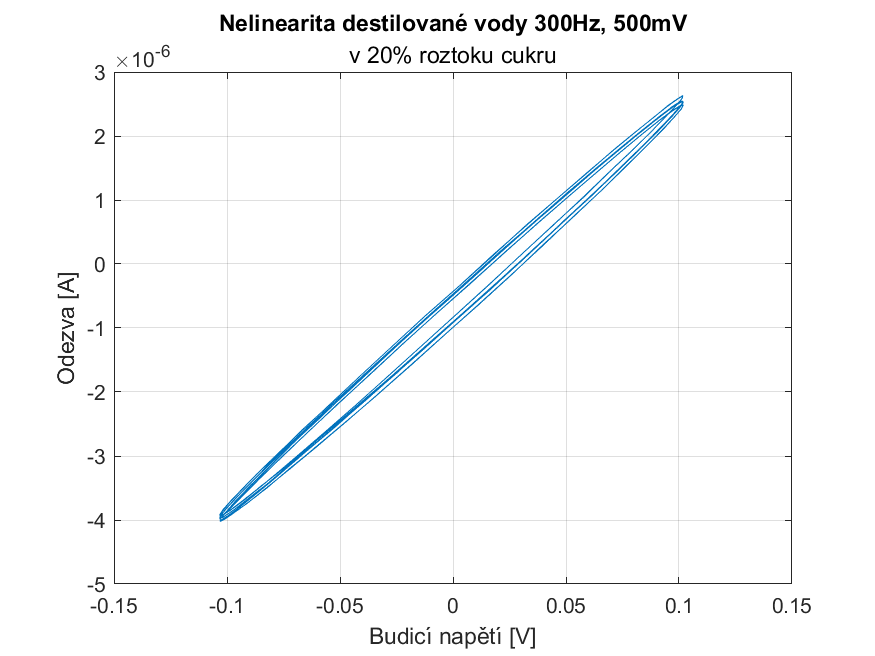 Nelinearita destilované vody 300Hz, 500mV
v 20% roztoku cukru
×10^-6
3
2
1
0
-1
-2
-3
-4
-5
Odezva [A]
-0.15 -0.1 -0.05 0 0.05 0.1 0.15
Budicí napětí [V]